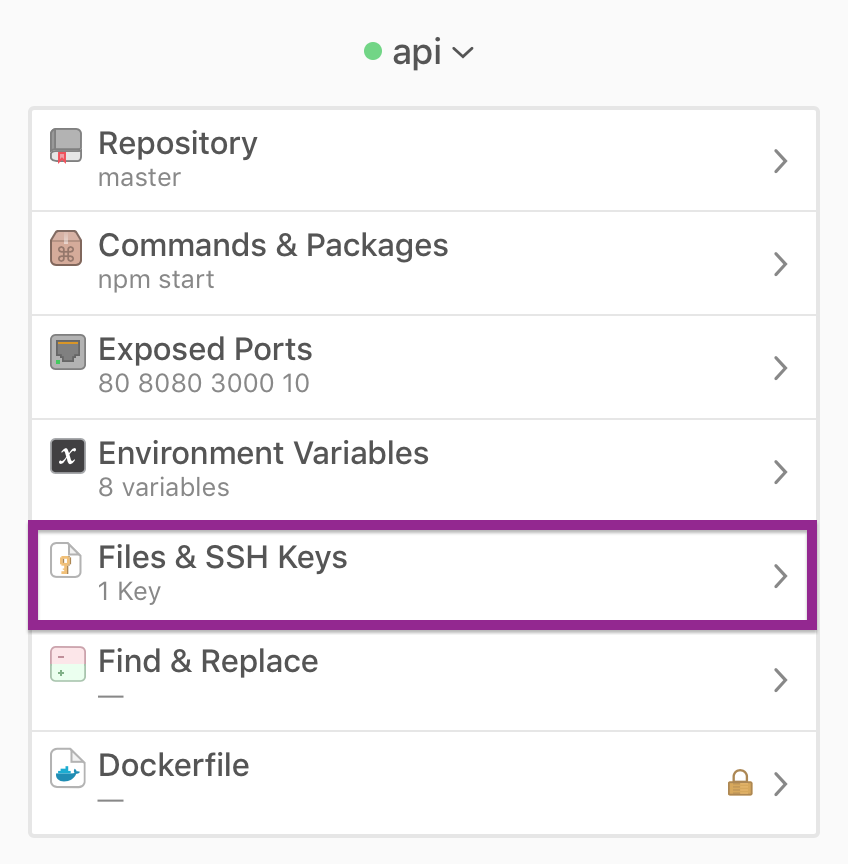 api
Repository
master
Commands & Packages
npm start
Exposed Ports
80 8080 3000 10
x
Environment Variables
8 variables
Files & SSH Keys
1 Key
Find & Replace
—
Dockerfile
—